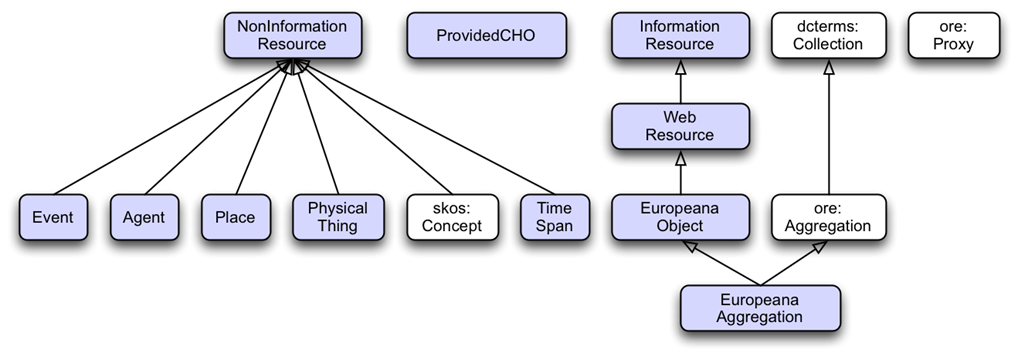 NonInformation
Resource
ProvidedCHO
Information
Resource
dcterms:
Collection
ore:
Proxy
Web
Resource
Event
Agent
Place
Physical
Thing
skos:
Concept
Time
Span
Europeana
Object
ore:
Aggregation
Europeana
Aggregation